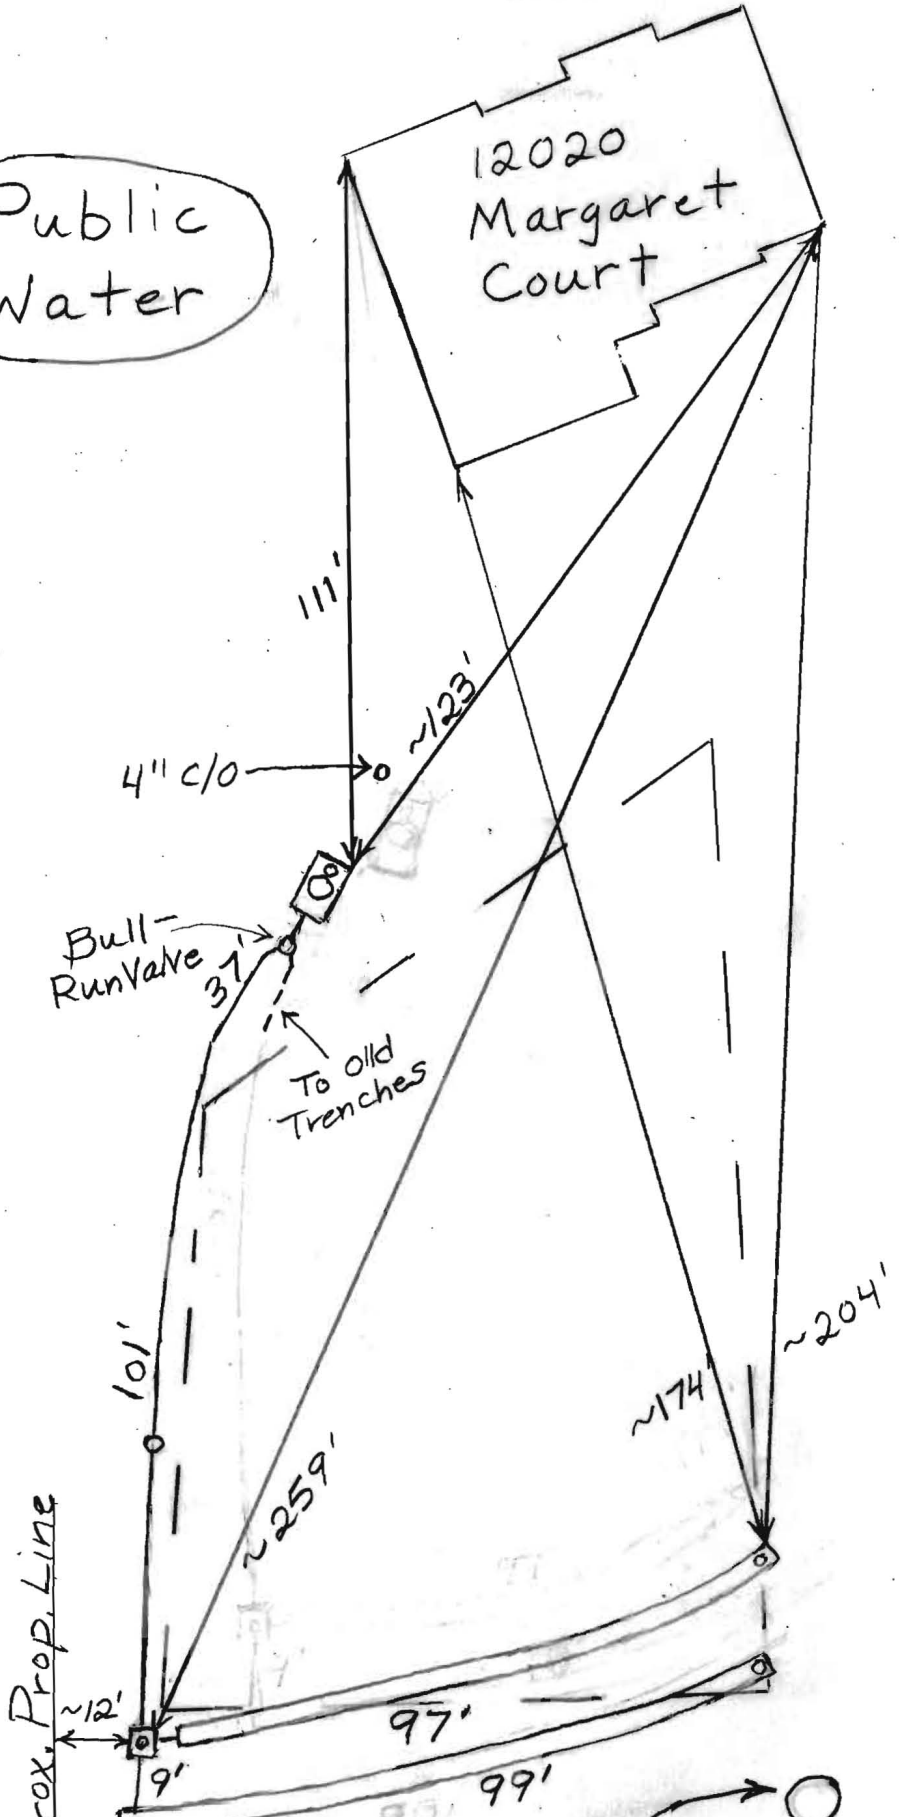 12020
Margaret
Court
Public
Water
111'
~123'
4" C/O
Bull-
Run Valve
37'
To olld
Trenches
101'
~204'
~174'
~259'
rox. Prop. Line
~12'
97'
9'
99'